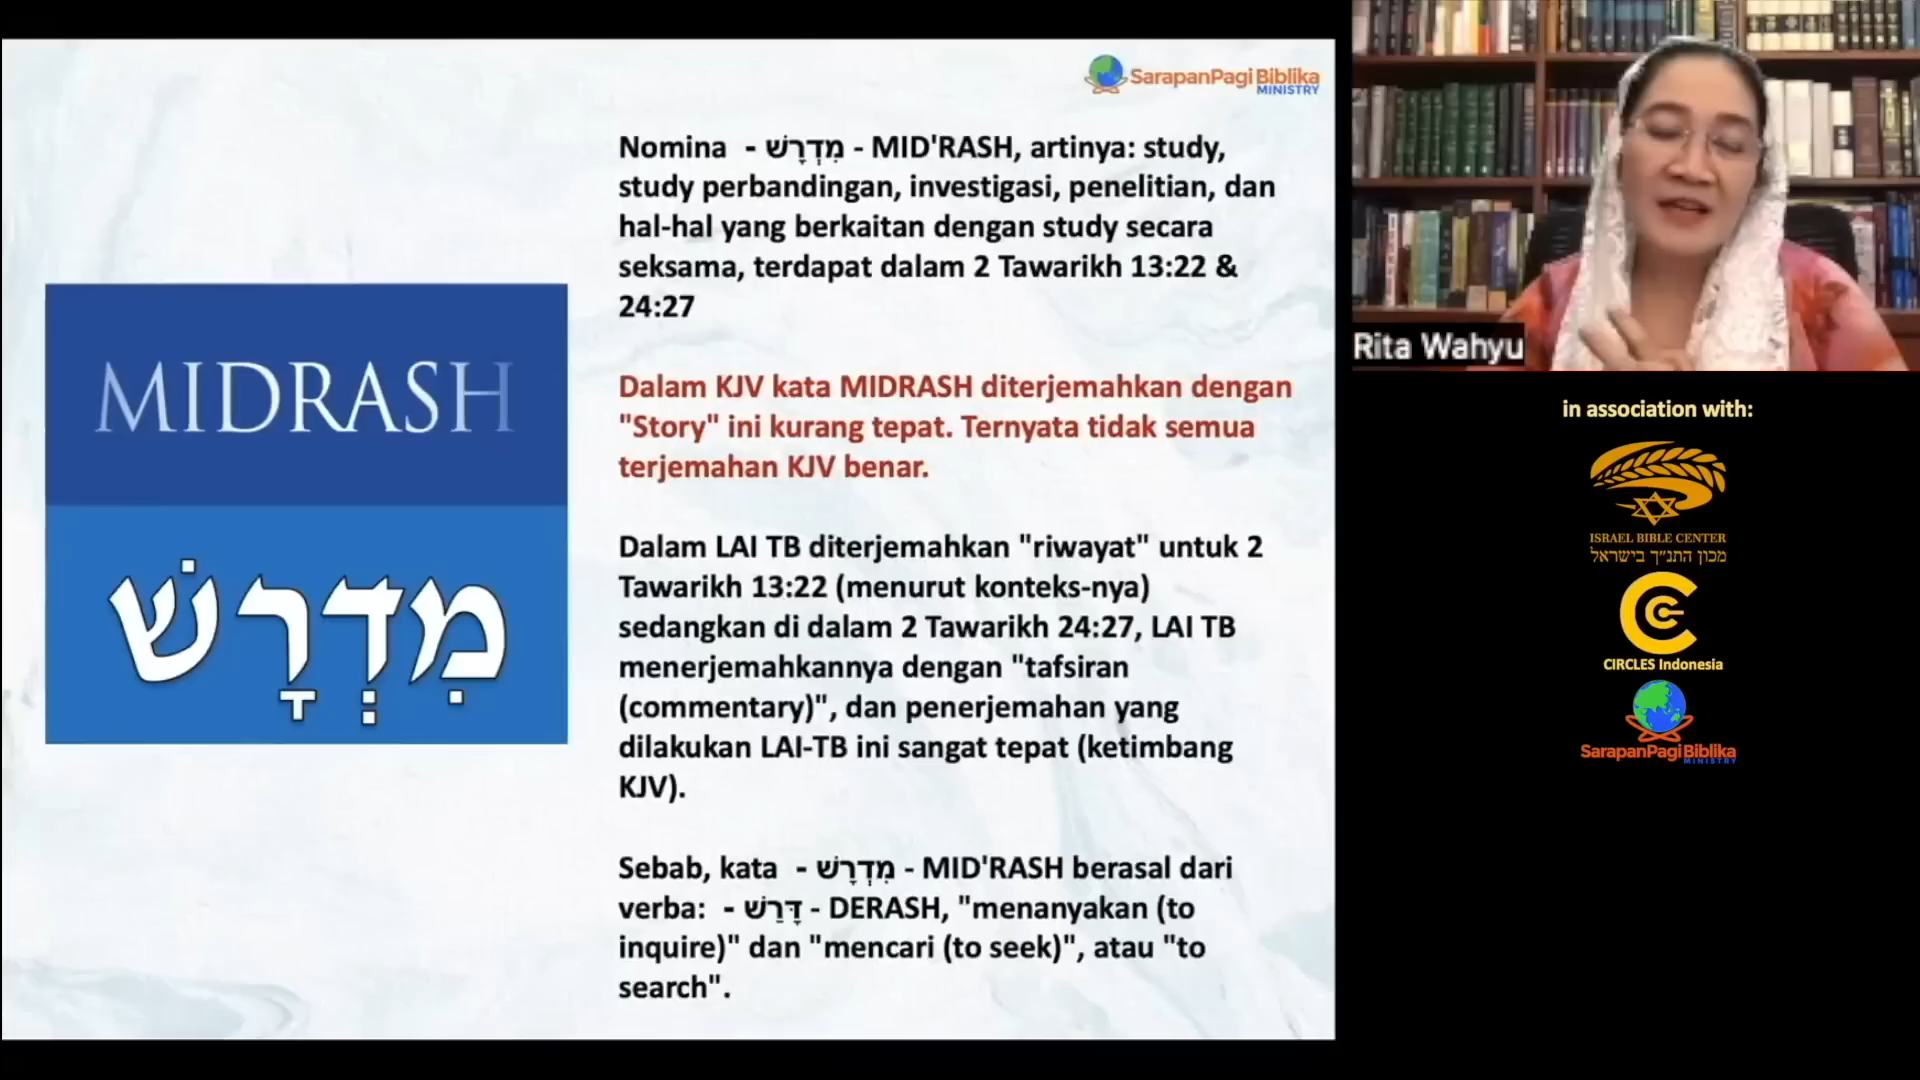 SarapanPagi Biblika
MINISTRY
Nomina - מִדְרָשׁ - MID'RASH, artinya: study,
study perbandingan, investigasi, penelitian, dan
hal-hal yang berkaitan dengan study secara
seksama, terdapat dalam 2 Tawarikh 13:22 &
24:27
Dalam KJV kata MIDRASH diterjemahkan dengan
"Story" ini kurang tepat. Ternyata tidak semua
terjemahan KJV benar.
Dalam LAI TB diterjemahkan "riwayat" untuk 2
Tawarikh 13:22 (menurut konteks-nya)
sedangkan di dalam 2 Tawarikh 24:27, LAI TB
menerjemahkannya dengan "tafsiran
(commentary)", dan penerjemahan yang
dilakukan LAI-TB ini sangat tepat (ketimbang
KJV).
Sebab, kata - מִדְרָשׁ - MID'RASH berasal dari
verba: - דָּרַשׁ - DERASH, "menanyakan (to
inquire)" dan "mencari (to seek)", atau "to
search".
MIDRASH
מִדְרָשׁ
Rita Wahyu
in association with:
ISRAEL BIBLE CENTER
מכון התנ״ך בישראל
CIRCLES Indonesia
SarapanPagi Biblika
MINISTRY